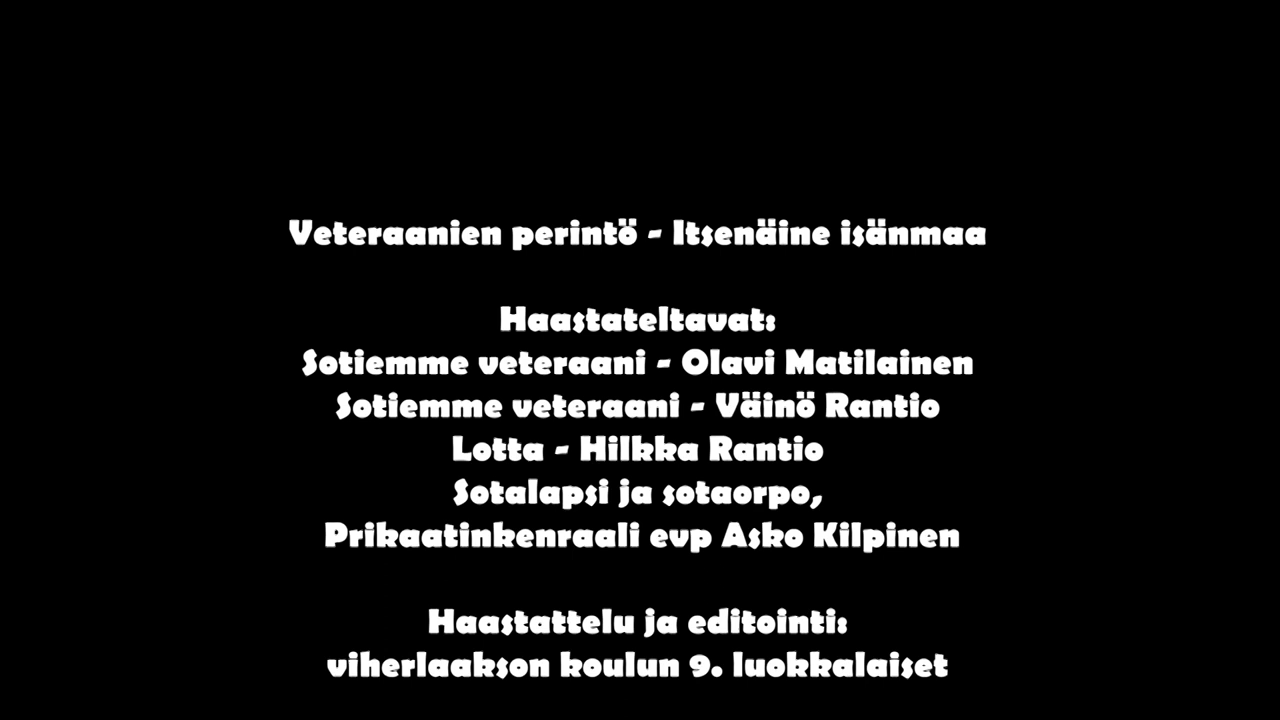 Veteraanien perintö - Itsenäine isänmaa
Haastateltavat:
Sotiemme veteraani - Olavi Matilainen
Sotiemme veteraani - Väinö Rantio
Lotta - Hilkka Rantio
Sotalapsi ja sotaorpo,
Prikaatinkenraali evp Asko Kilpinen
Haastattelu ja editointi:
viherlaakson koulun 9. luokkalaiset